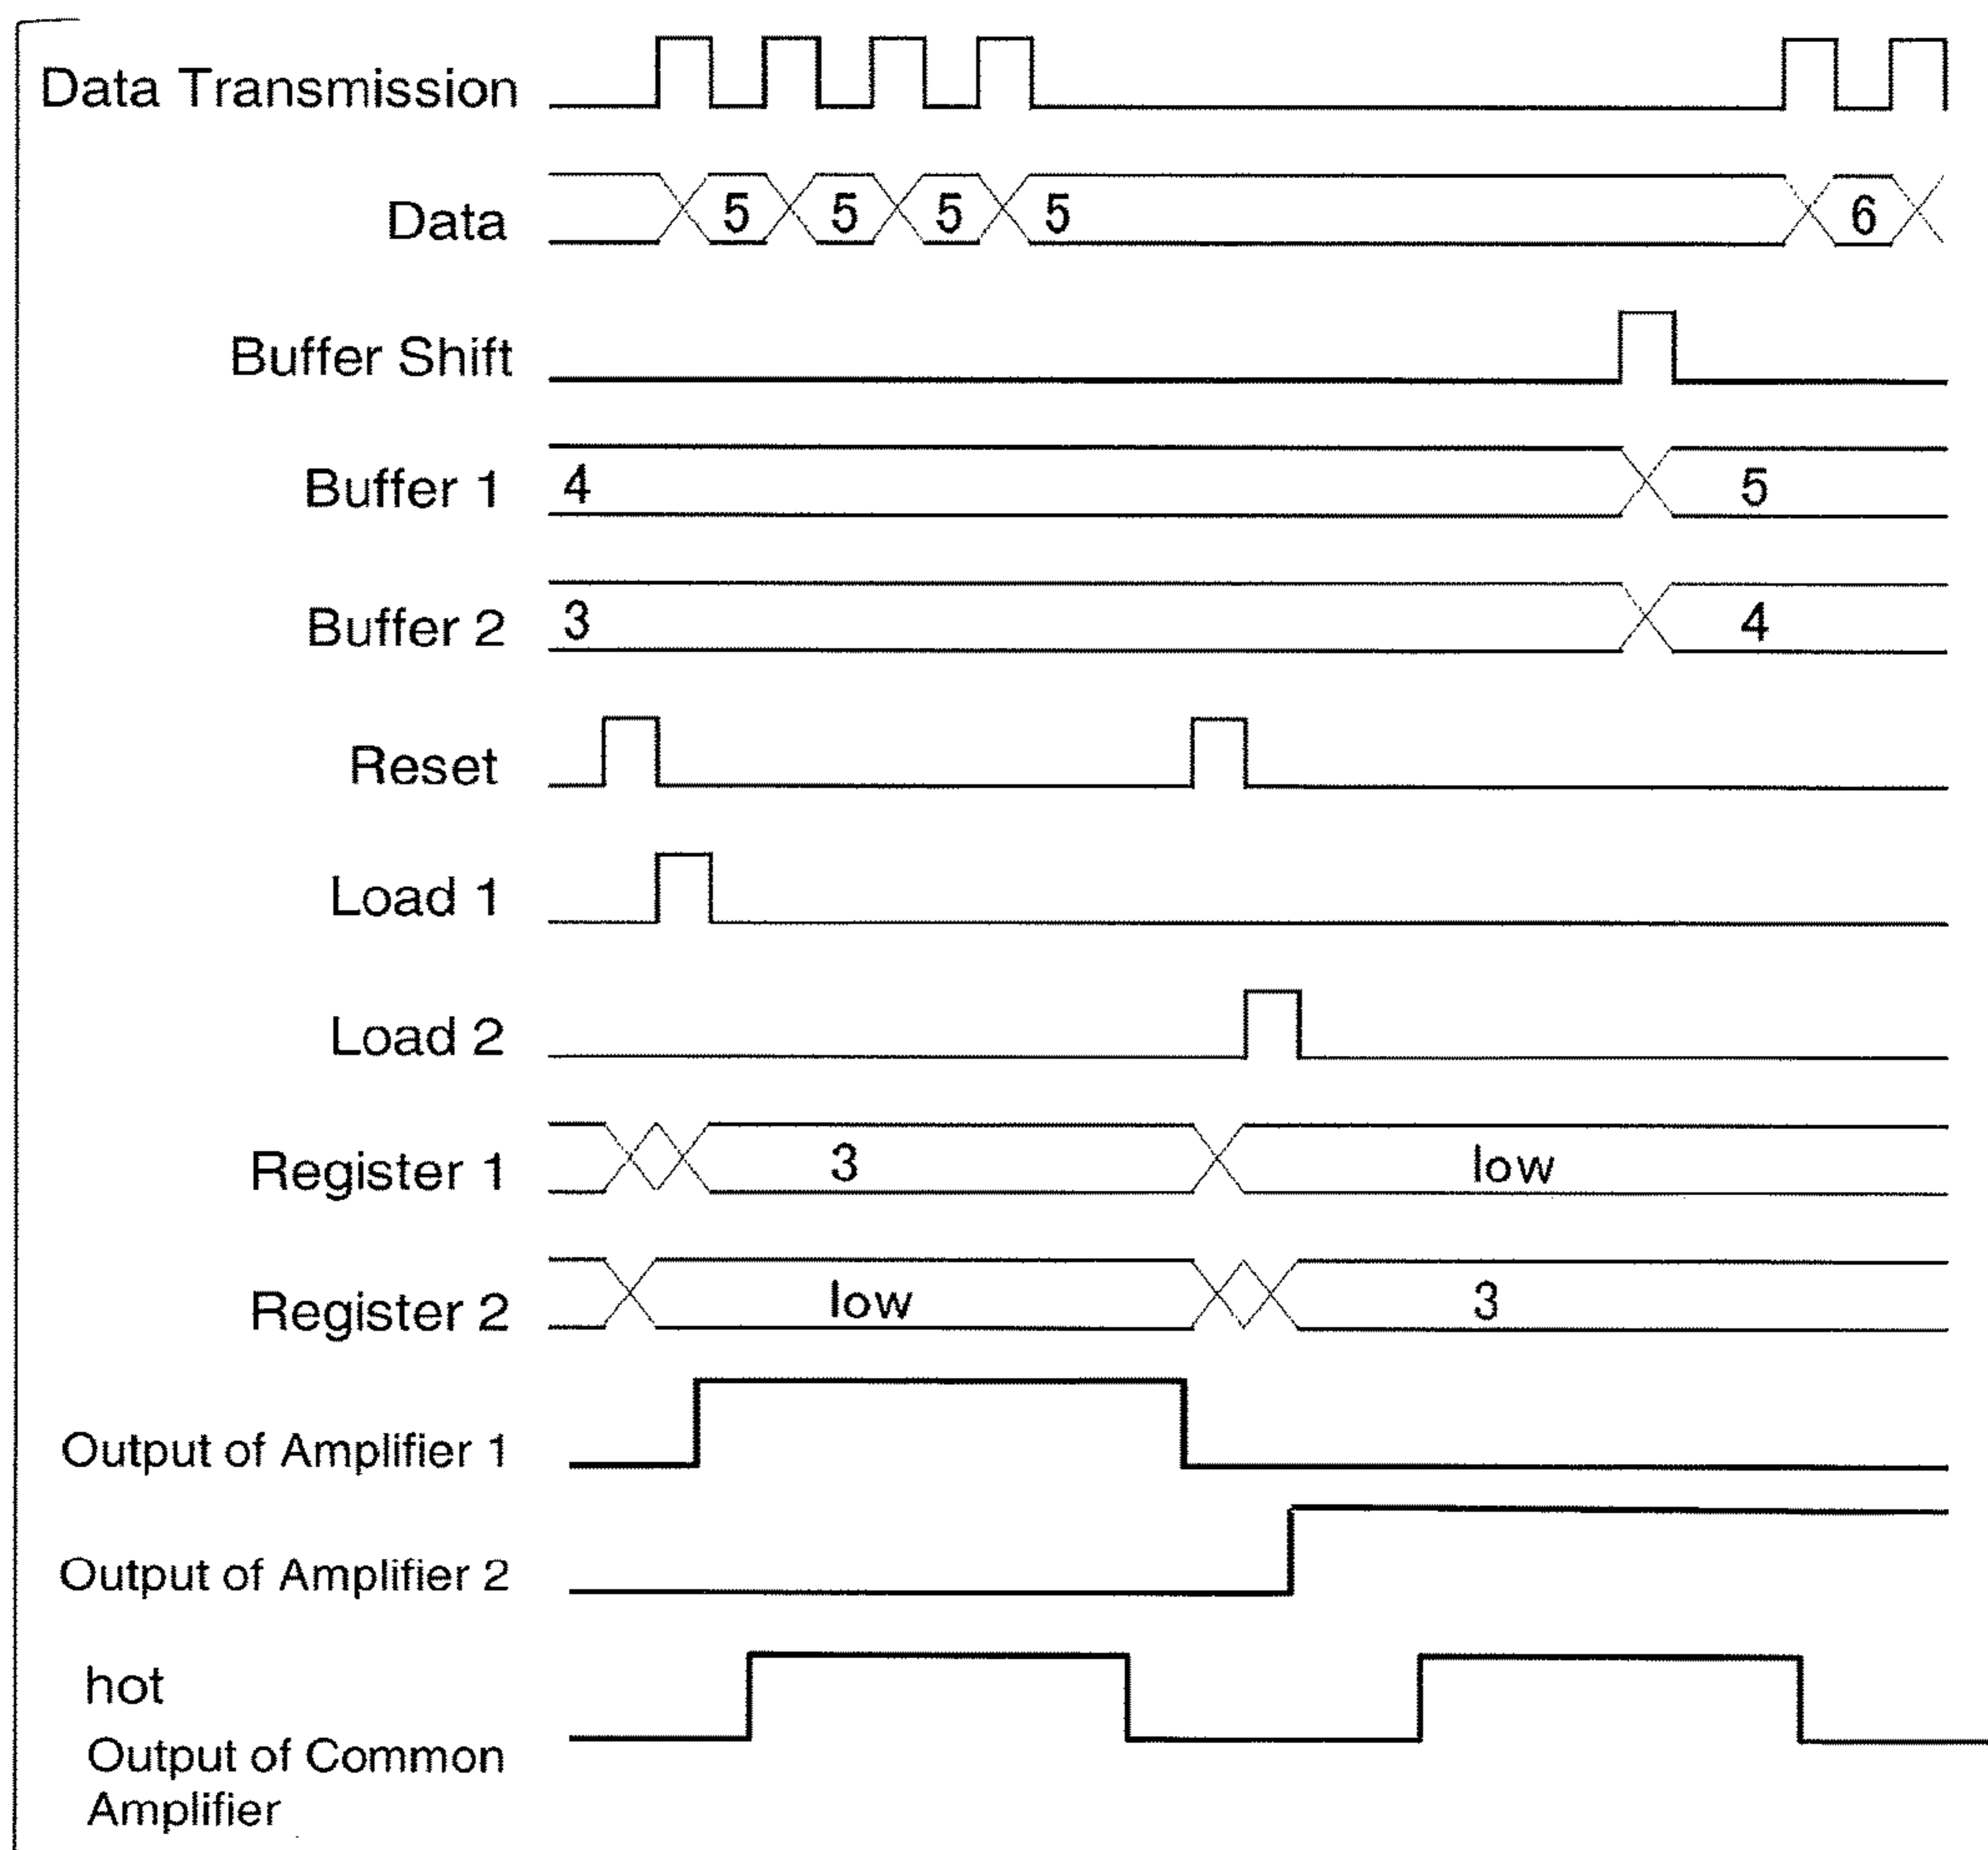 Data Transmission
Data 5 5 5 5 6
Buffer Shift
Buffer 1 4 5
Buffer 2 3 4
Reset
Load 1
Load 2
Register 1 3 low
Register 2 low 3
Output of Amplifier 1
Output of Amplifier 2
hot
Output of Common
Amplifier